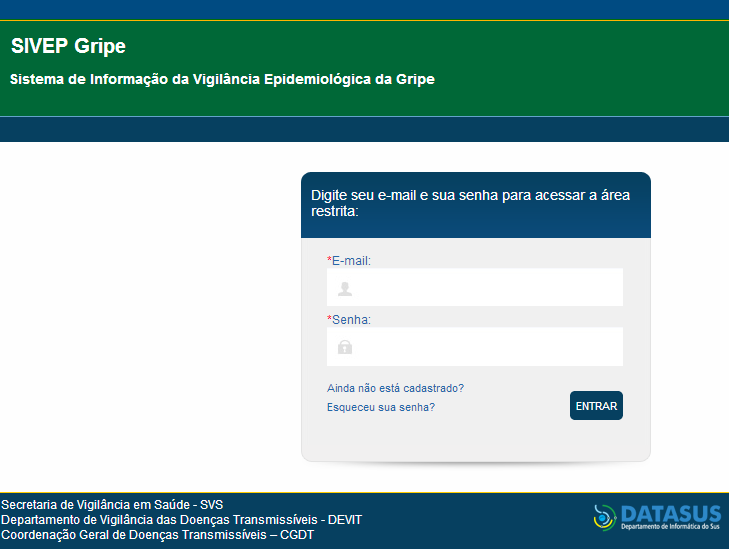 SIVEP Gripe
Sistema de Informação da Vigilância Epidemiológica da Gripe
Digite seu e-mail e sua senha para acessar a área
restrita:
*E-mail:
*Senha:
Ainda não está cadastrado?
Esqueceu sua senha?
ENTRAR
Secretaria de Vigilância em Saúde - SVS
Departamento de Vigilância das Doenças Transmissíveis - DEVIT
Coordenação Geral de Doenças Transmissíveis – CGDT
DATASUS
Departamento de Informática do Sus